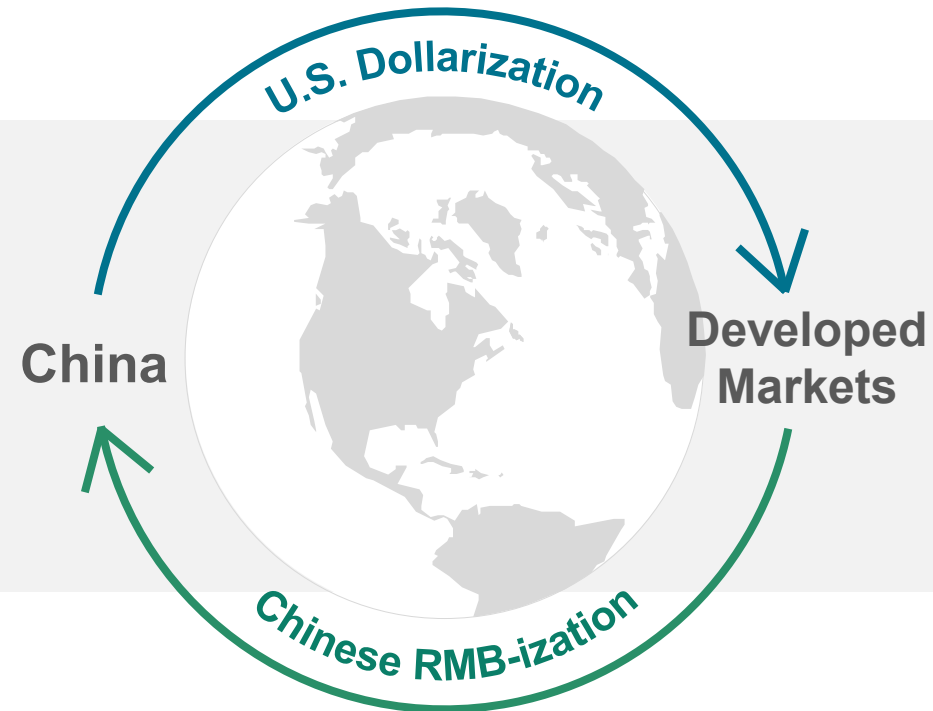 U.S. Dollarization
China
Developed
Markets
Chinese RMB-ization